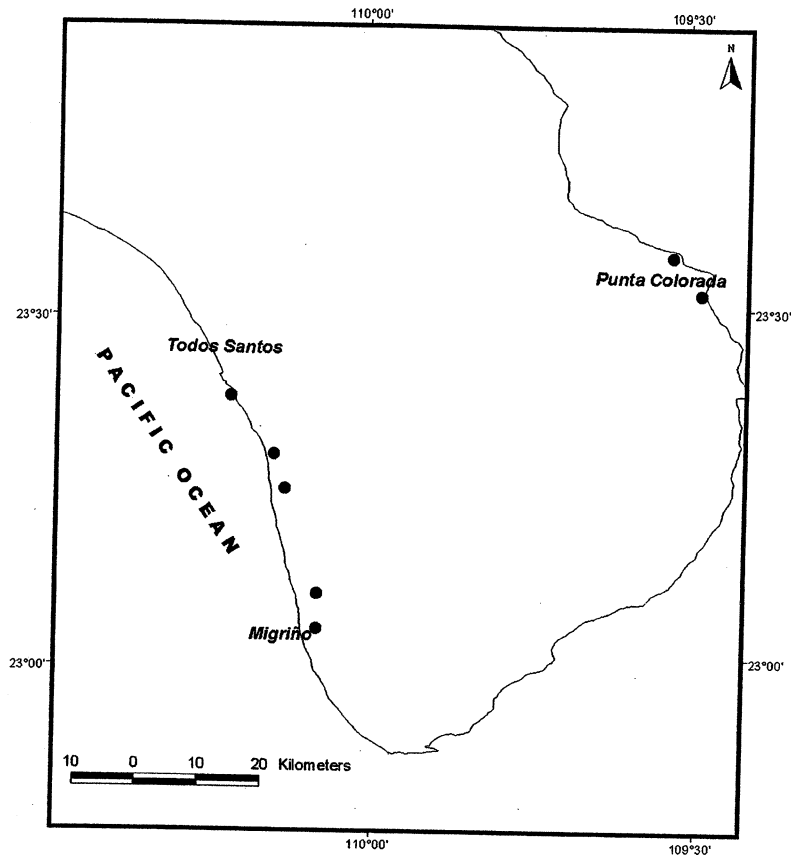 110°00' 109°30'
N
Punta Colorada
23°30' 23°30'
Todos Santos
PACIFIC OCEAN
Migriño
23°00' 23°00'
10 0 10 20 Kilometers
110°00' 109°30'